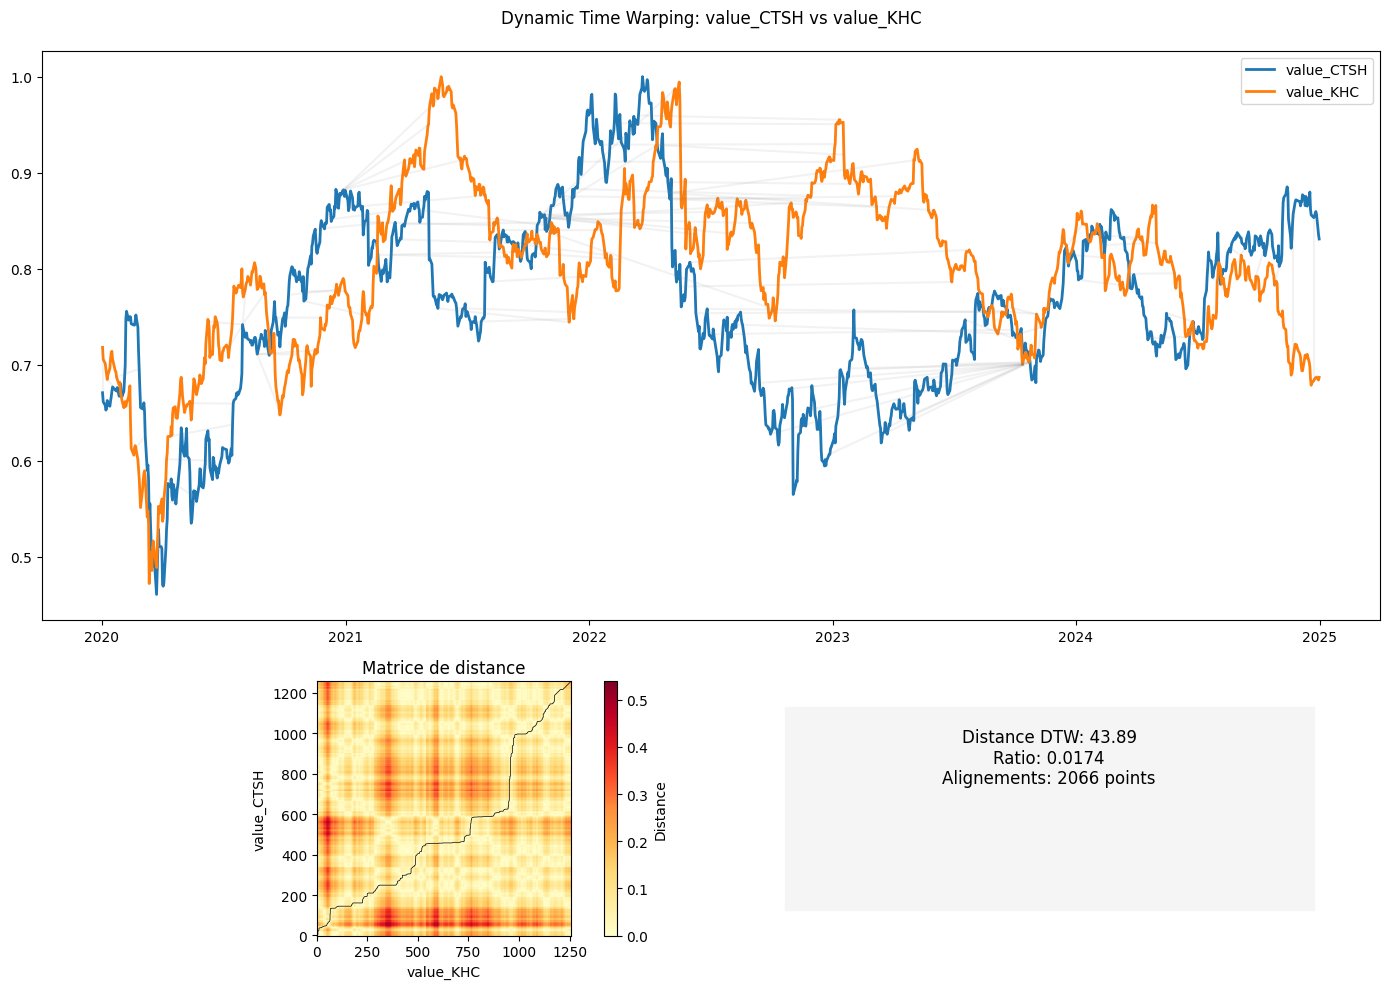 Dynamic Time Warping: value_CTSH vs value_KHC
value_CTSH
value_KHC
1.0
0.9
0.8
0.7
0.6
0.5
2020 2021 2022 2023 2024 2025
Matrice de distance
value_CTSH
1200
1000
800
600
400
200
0
0 250 500 750 1000 1250
value_KHC
0.5
0.4
0.3
0.2
0.1
0.0
Distance
Distance DTW: 43.89
Ratio: 0.0174
Alignements: 2066 points